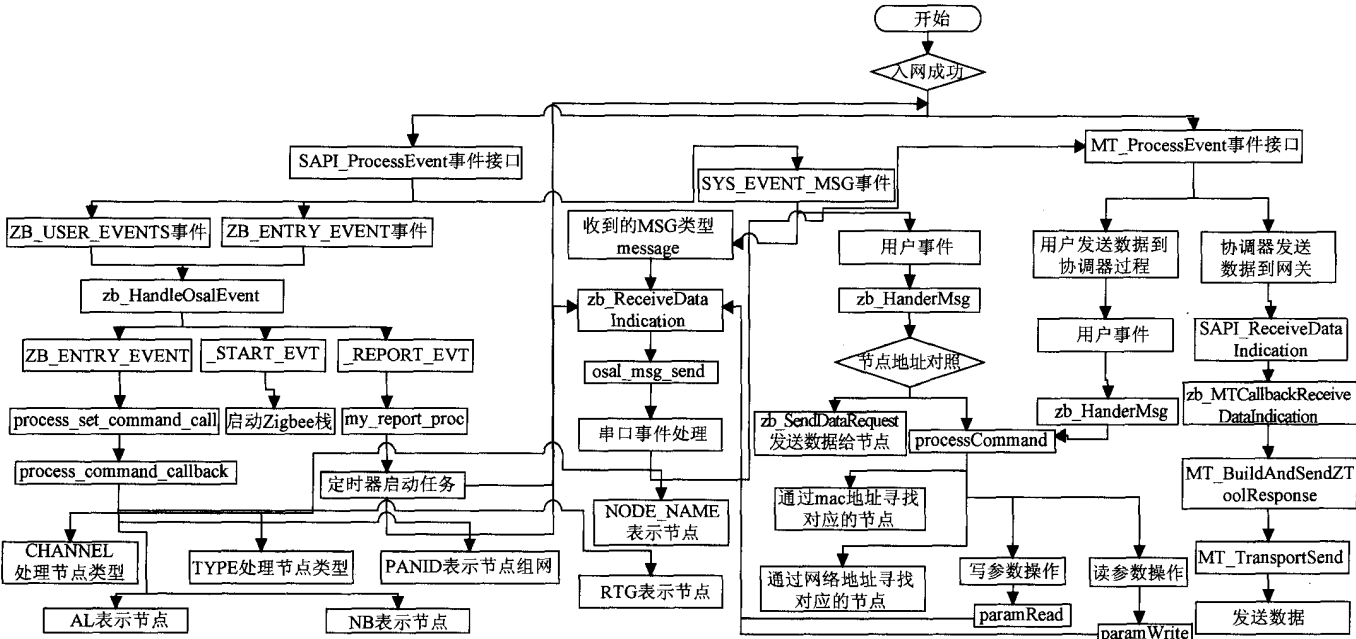 开始
入网成功
SAPI_ProcessEvent事件接口
MT_ProcessEvent事件接口
SYS_EVENT_MSG事件
ZB_USER_EVENTS事件
ZB_ENTRY_EVENT事件
收到的MSG类型
message
用户事件
用户发送数据到
协调器过程
协调器发送
数据到网关
zb_HandleOsalEvent
zb_ReceiveData
Indication
zb_HanderMsg
用户事件
SAPI_ReceiveData
Indication
ZB_ENTRY_EVENT
_START_EVT
_REPORT_EVT
osal_msg_send
节点地址对照
process_set_command_call
启动Zigbee栈
my_report_proc
串口事件处理
zb_SendDataRequest
发送数据给节点
processCommand
zb_HanderMsg
zb_MTCallbackReceive
DataIndication
process_command_callback
定时器启动任务
NODE_NAME
表示节点
通过mac地址寻找
对应的节点
MT_BuildAndSendZT
oolResponse
CHANNEL
处理节点类型
TYPE处理节点类型
PANID表示节点组网
RTG表示节点
通过网络地址寻找
对应的节点
写参数操作
读参数操作
MT_TransportSend
AL表示节点
NB表示节点
paramRead
paramWrite
发送数据